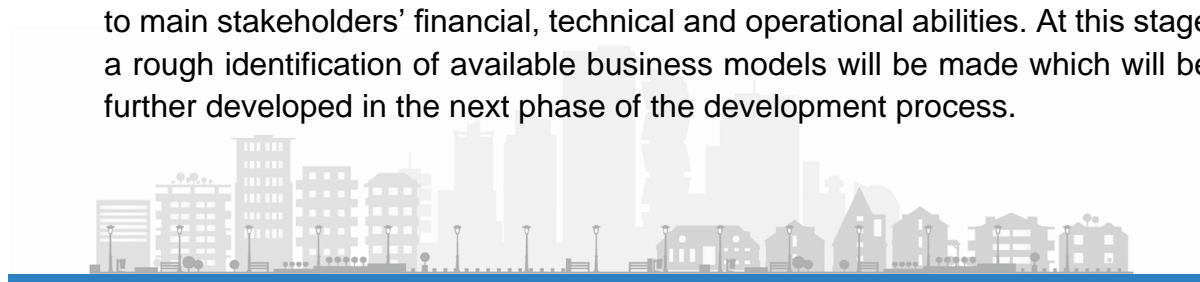 to main stakeholders’ financial, technical and operational abilities. At this stage
a rough identification of available business models will be made which will be
further developed in the next phase of the development process.